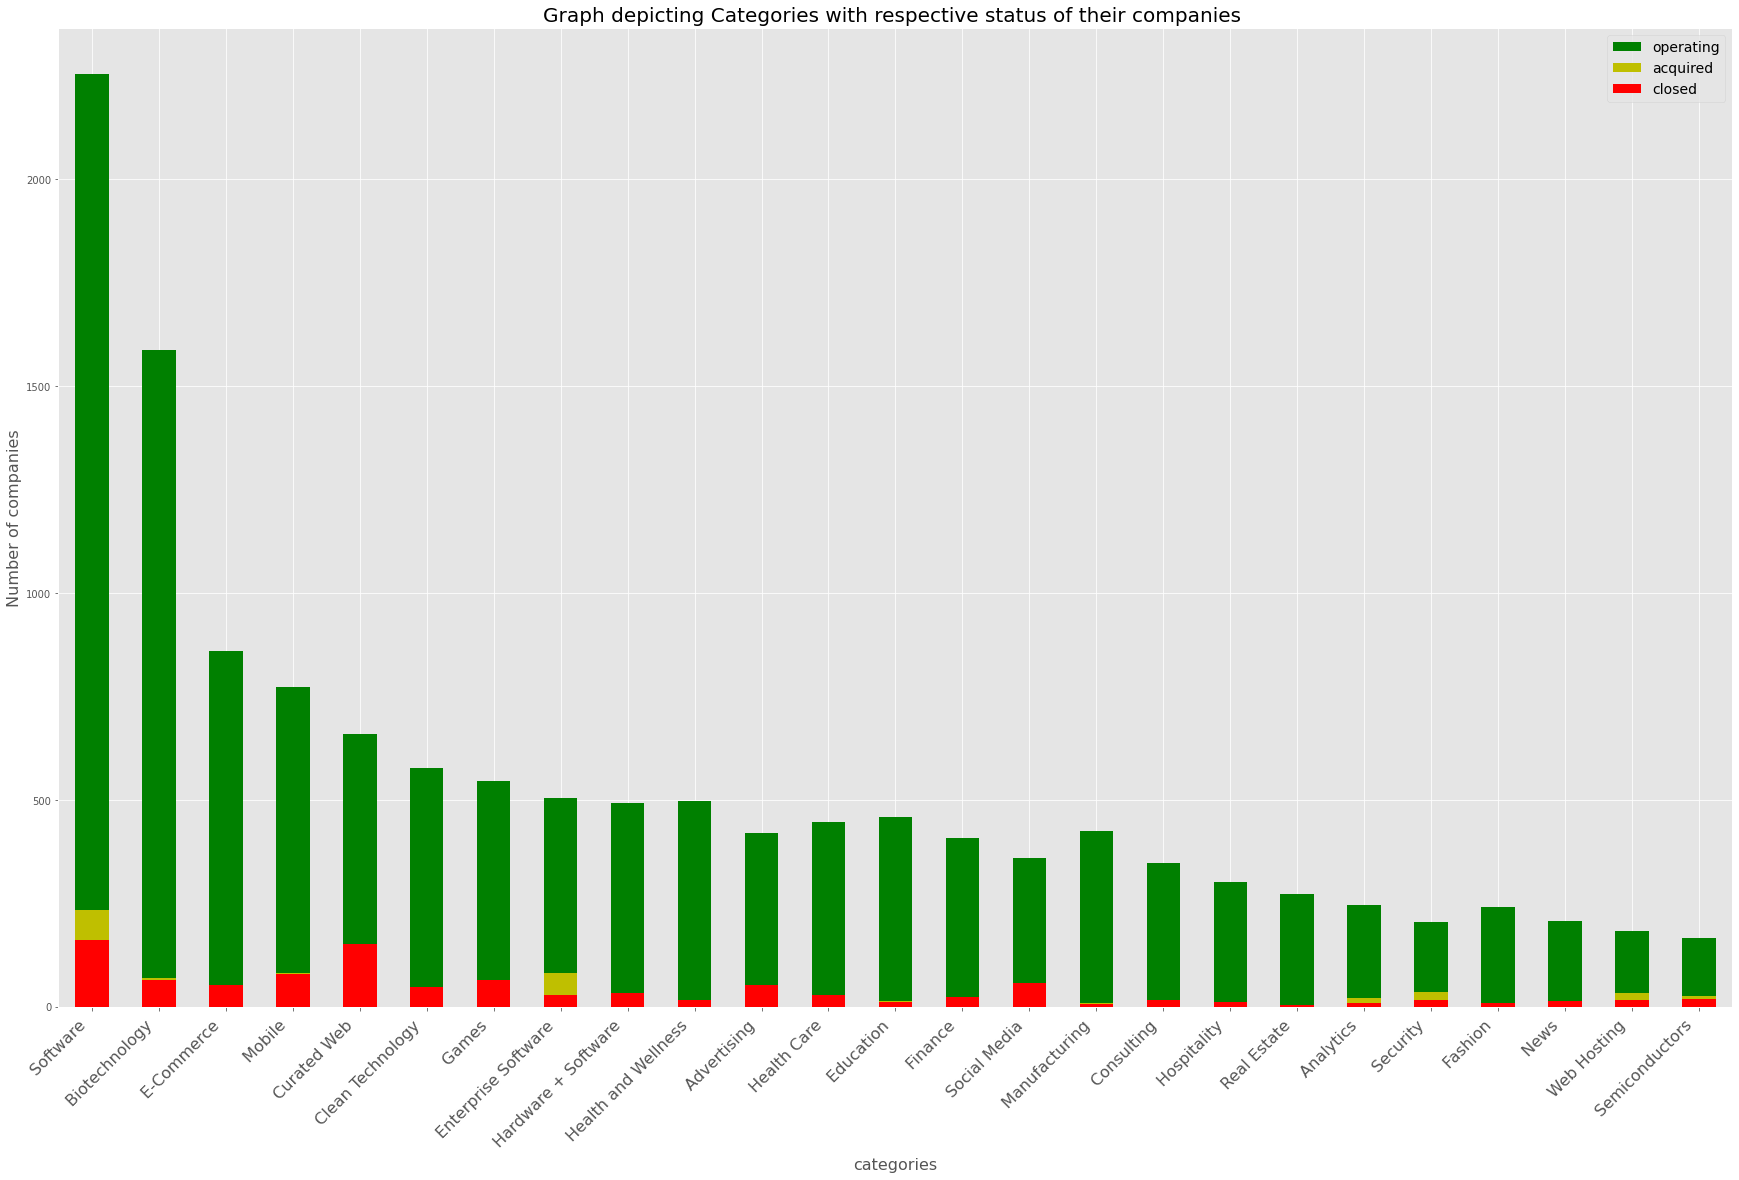 Graph depicting Categories with respective status of their companies
operating
acquired
closed
Number of companies
2000
1500
1000
500
0
Software
Biotechnology
E-Commerce
Mobile
Curated Web
Clean Technology
Games
Enterprise Software
Hardware + Software
Health and Wellness
Advertising
Health Care
Education
Finance
Social Media
Manufacturing
Consulting
Hospitality
Real Estate
Analytics
Security
Fashion
News
Web Hosting
Semiconductors
categories